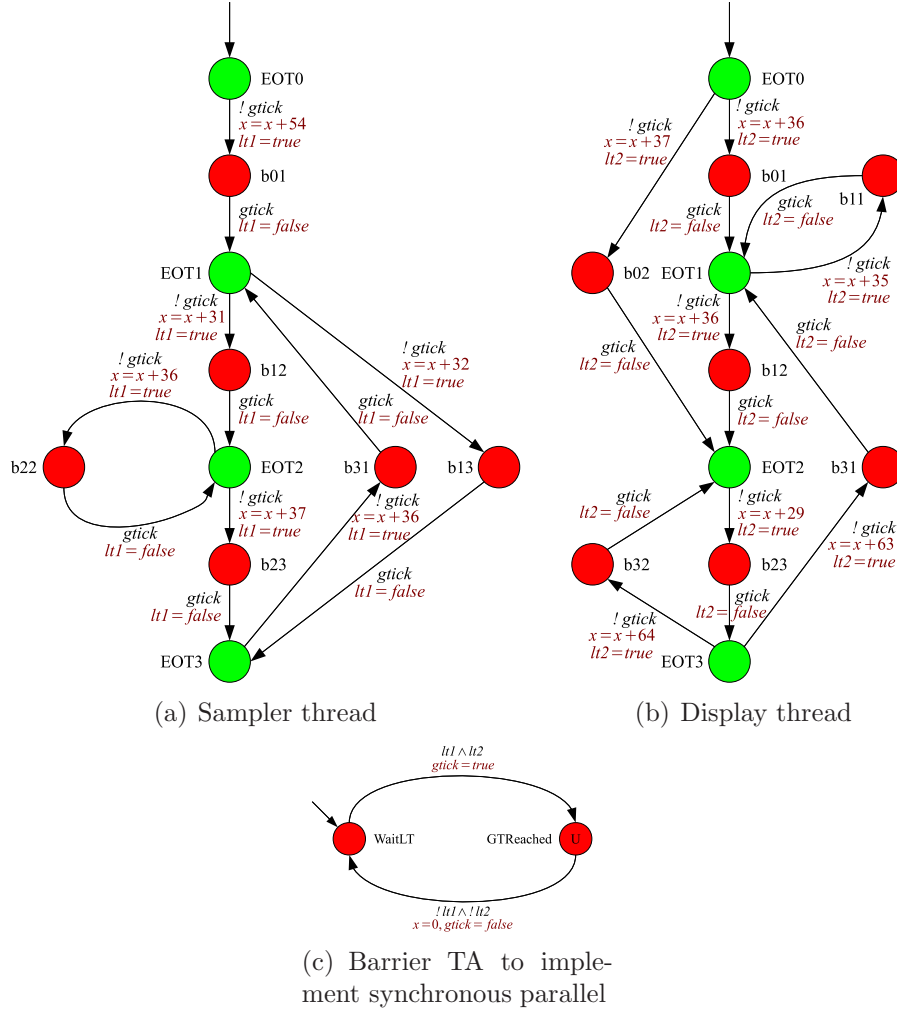 EOT0
! gtick
x=x+54
lt1=true
b01
gtick
lt1=false
EOT1
! gtick
x=x+31
lt1=true
! gtick
x=x+32
lt1=true
! gtick
x=x+36
lt1=true
b12
gtick
lt1=false
gtick
lt1=false
b22
EOT2
b31
b13
! gtick
x=x+37
lt1=true
! gtick
x=x+36
lt1=true
gtick
lt1=false
b23
gtick
lt1=false
gtick
lt1=false
EOT3
(a) Sampler thread
EOT0
! gtick
x=x+37
lt2=true
! gtick
x=x+36
lt2=true
b01
b11
gtick
lt2=false
gtick
lt2=false
b02
EOT1
! gtick
x=x+35
lt2=true
! gtick
x=x+36
lt2=true
gtick
lt2=false
gtick
lt2=false
b12
gtick
lt2=false
EOT2
b31
gtick
lt2=false
! gtick
x=x+29
lt2=true
! gtick
x=x+63
lt2=true
b32
b23
gtick
lt2=false
! gtick
x=x+64
lt2=true
EOT3
(b) Display thread
lt1∧lt2
gtick=true
WaitLT
GTReached
U
!lt1∧!lt2
x=0,gtick=false
(c) Barrier TA to imple-
ment synchronous parallel